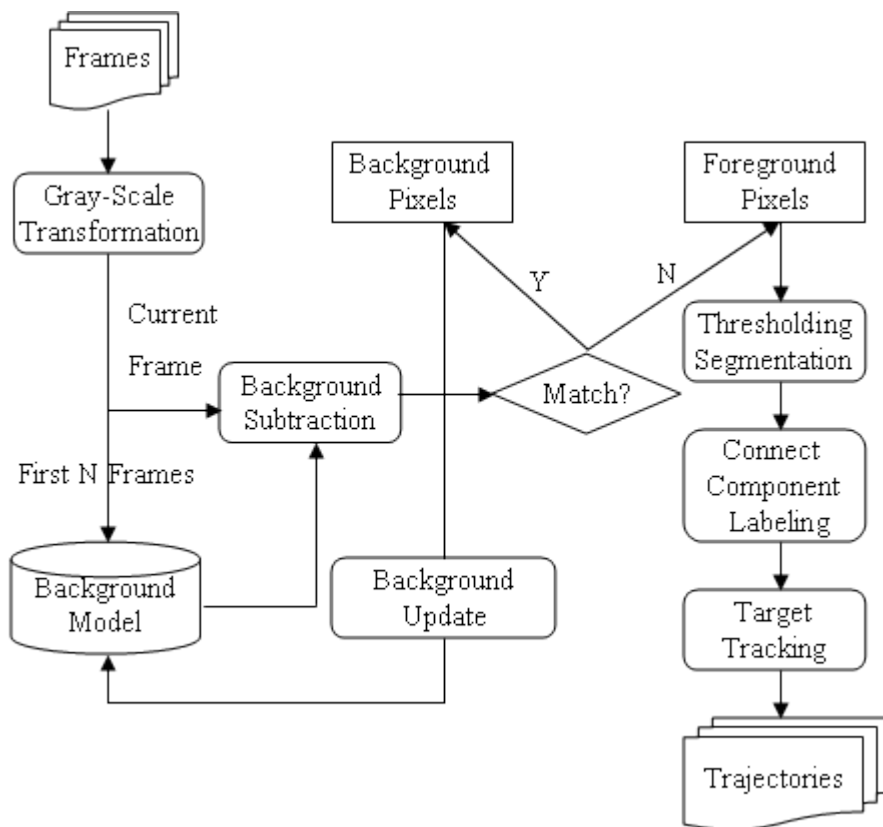 Frames
Gray-Scale
Transformation
Current
Frame
First N Frames
Background
Model
Background
Subtraction
Match?
Y
N
Background
Pixels
Background
Update
Foreground
Pixels
Thresholding
Segmentation
Connect
Component
Labeling
Target
Tracking
Trajectories